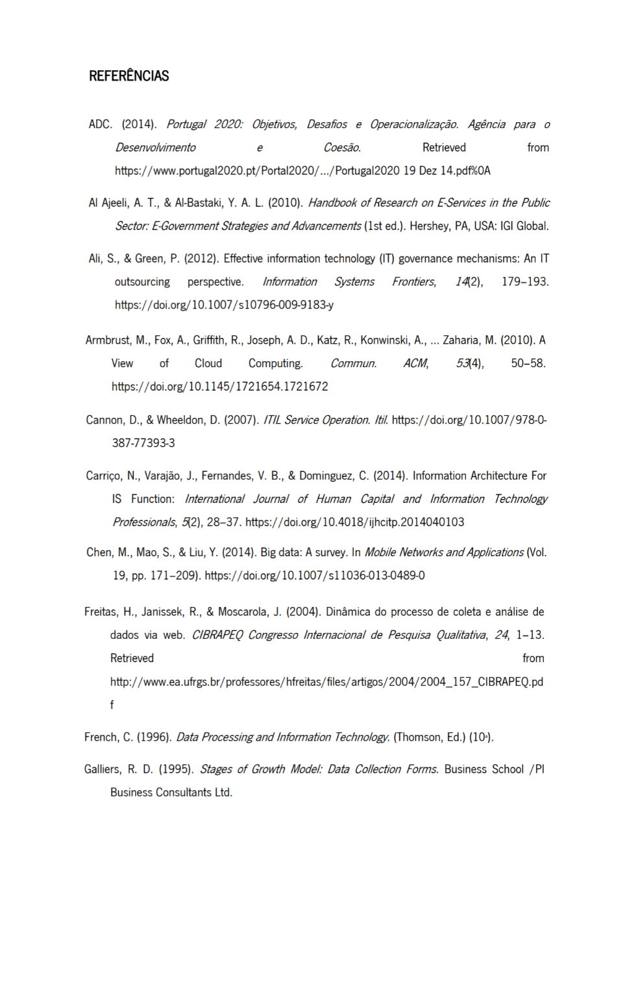 REFERÊNCIAS
ADC. (2014). Portugal 2020: Objetivos, Desafios e Operacionalização. Agência para o
Desenvolvimento e Coesão. Retrieved from
https://www.portugal2020.pt/Portal2020/.../Portugal2020 19 Dez 14.pdf%0A
Al Ajeeli, A. T., & Al-Bastaki, Y. A. L. (2010). Handbook of Research on E-Services in the Public
Sector: E-Government Strategies and Advancements (1st ed.). Hershey, PA, USA: IGI Global.
Ali, S., & Green, P. (2012). Effective information technology (IT) governance mechanisms: An IT
outsourcing perspective. Information Systems Frontiers, 14(2), 179–193.
https://doi.org/10.1007/s10796-009-9183-y
Armbrust, M., Fox, A., Griffith, R., Joseph, A. D., Katz, R., Konwinski, A., ... Zaharia, M. (2010). A
View of Cloud Computing. Commun. ACM, 53(4), 50–58.
https://doi.org/10.1145/1721654.1721672
Cannon, D., & Wheeldon, D. (2007). ITIL Service Operation. Itil. https://doi.org/10.1007/978-0-
387-77393-3
Carriço, N., Varajão, J., Fernandes, V. B., & Dominguez, C. (2014). Information Architecture For
IS Function: International Journal of Human Capital and Information Technology
Professionals, 5(2), 28–37. https://doi.org/10.4018/ijhcitp.2014040103
Chen, M., Mao, S., & Liu, Y. (2014). Big data: A survey. In Mobile Networks and Applications (Vol.
19, pp. 171–209). https://doi.org/10.1007/s11036-013-0489-0
Freitas, H., Janissek, R., & Moscarola, J. (2004). Dinâmica do processo de coleta e análise de
dados via web. CIBRAPEQ Congresso Internacional de Pesquisa Qualitativa, 24, 1–13.
Retrieved from
http://www.ea.ufrgs.br/professores/hfreitas/files/artigos/2004/2004_157_CIBRAPEQ.pd
f
French, C. (1996). Data Processing and Information Technology. (Thomson, Ed.) (10ª).
Galliers, R. D. (1995). Stages of Growth Model: Data Collection Forms. Business School /PI
Business Consultants Ltd.